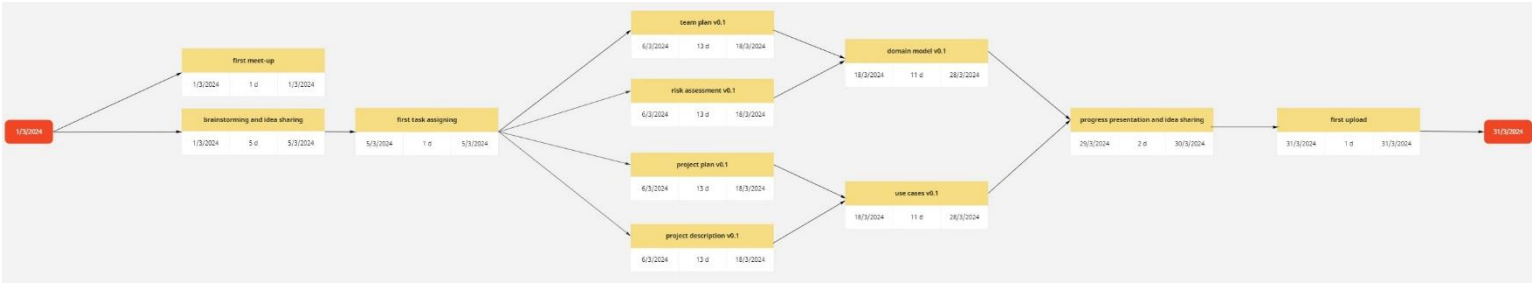 1/3/2024
first meet-up
1/3/2024 1 d 1/3/2024
brainstorming and idea sharing
1/3/2024 5 d 5/3/2024
first task assigning
5/3/2024 1 d 5/3/2024
team plan v0.1
6/3/2024 13 d 18/3/2024
risk assessment v0.1
6/3/2024 13 d 18/3/2024
project plan v0.1
6/3/2024 13 d 18/3/2024
project description v0.1
6/3/2024 13 d 18/3/2024
domain model v0.1
18/3/2024 11 d 28/3/2024
use cases v0.1
18/3/2024 11 d 28/3/2024
progress presentation and idea sharing
29/3/2024 2 d 30/3/2024
first upload
31/3/2024 1 d 31/3/2024
31/3/2024